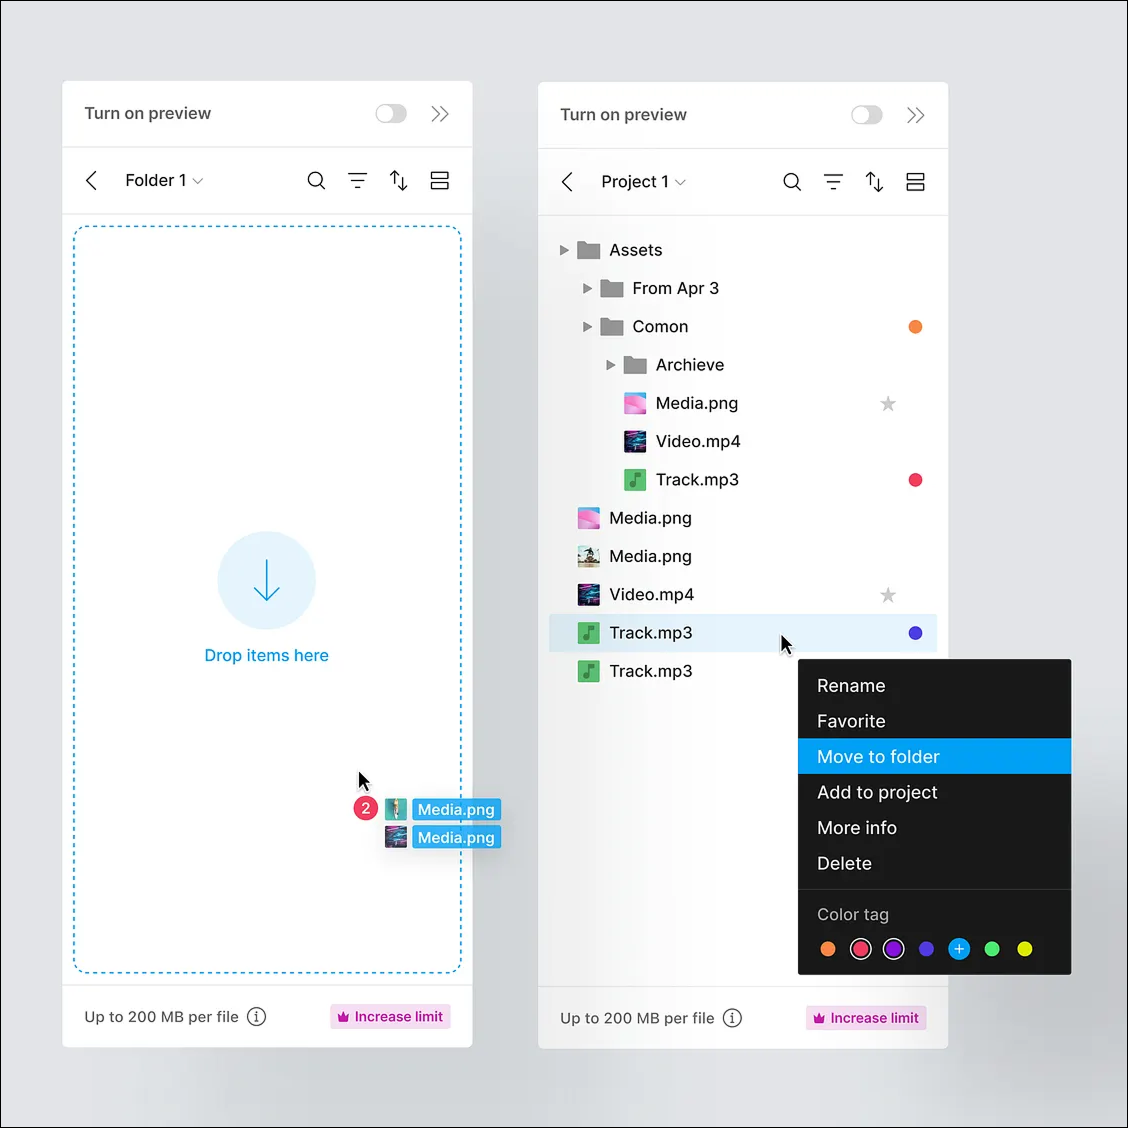 Turn on preview
Folder 1
Drop items here
2
Media.png
Media.png
Up to 200 MB per file
Increase limit
Turn on preview
Project 1
Assets
From Apr 3
Comon
Archieve
Media.png
Video.mp4
Track.mp3
Media.png
Media.png
Video.mp4
Track.mp3
Track.mp3
Rename
Favorite
Move to folder
Add to project
More info
Delete
Color tag
Up to 200 MB per file
Increase limit